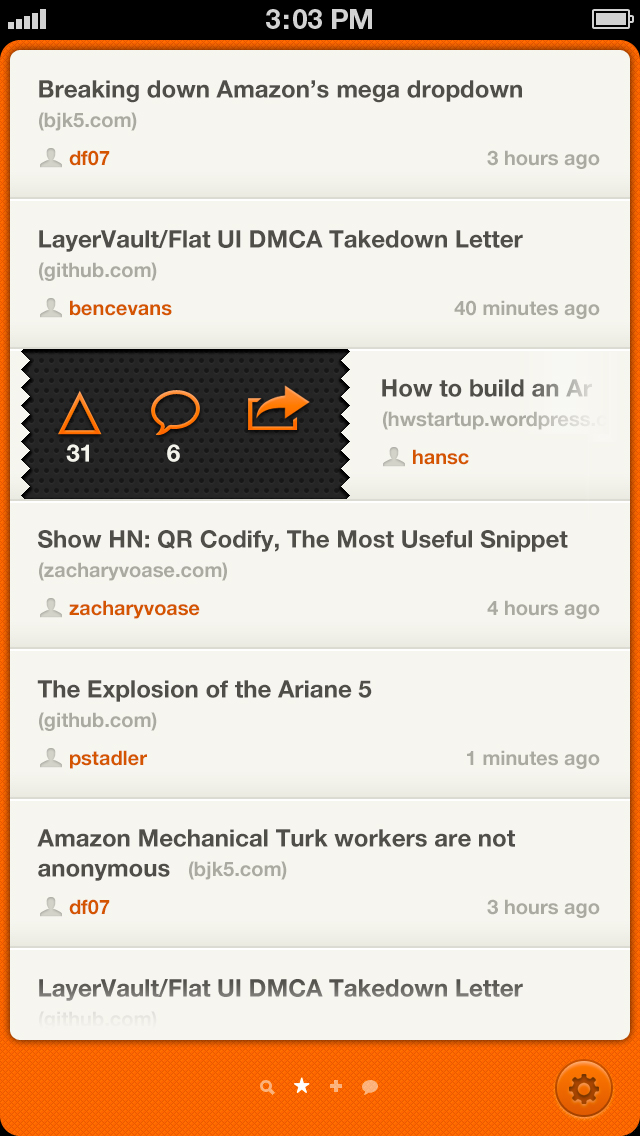 3:03 PM
Breaking down Amazon’s mega dropdown
(bjk5.com)
df07 3 hours ago
LayerVault/Flat UI DMCA Takedown Letter
(github.com)
bencevans 40 minutes ago
31 6
How to build an Ar
(hwstartup.wordpress.c
hansc
Show HN: QR Codify, The Most Useful Snippet
(zacharyvoase.com)
zacharyvoase 4 hours ago
The Explosion of the Ariane 5
(github.com)
pstadler 1 minutes ago
Amazon Mechanical Turk workers are not
anonymous (bjk5.com)
df07 3 hours ago
LayerVault/Flat UI DMCA Takedown Letter
(github.com)